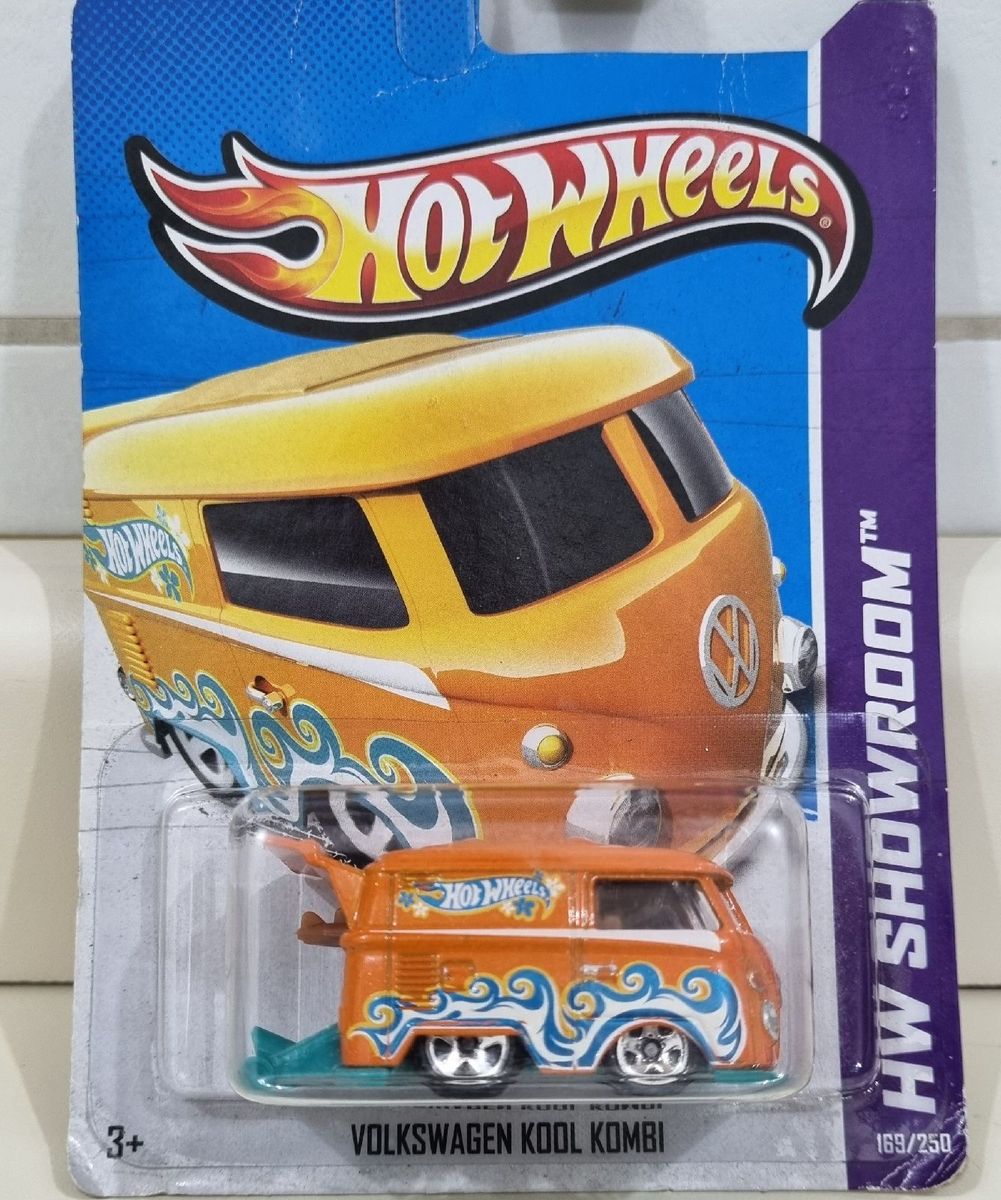 HOT WHEELS®
HOT WHEELS
HW SHOWROOM™
HOT WHEELS
3+
VOLKSWAGEN KOOL KOMBI
169/250